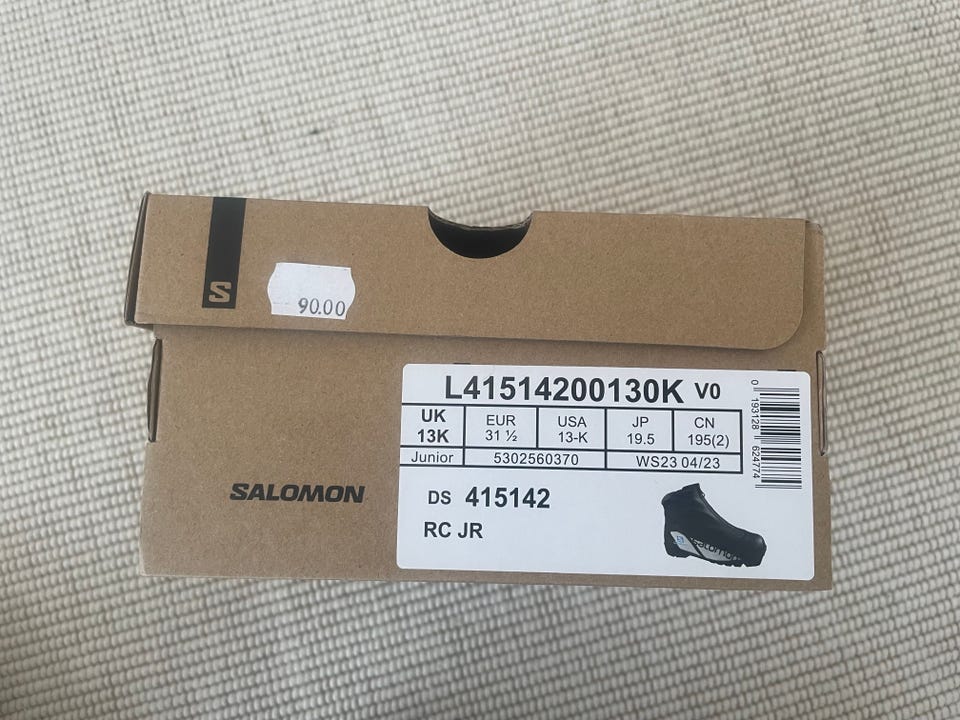 S
90.00
L41514200130K V0
UK EUR USA JP CN
13K 31 ½ 13-K 19.5 195(2)
Junior 5302560370 WS23 04/23
0 193128 624774
SALOMON
DS 415142
RC JR
salomon